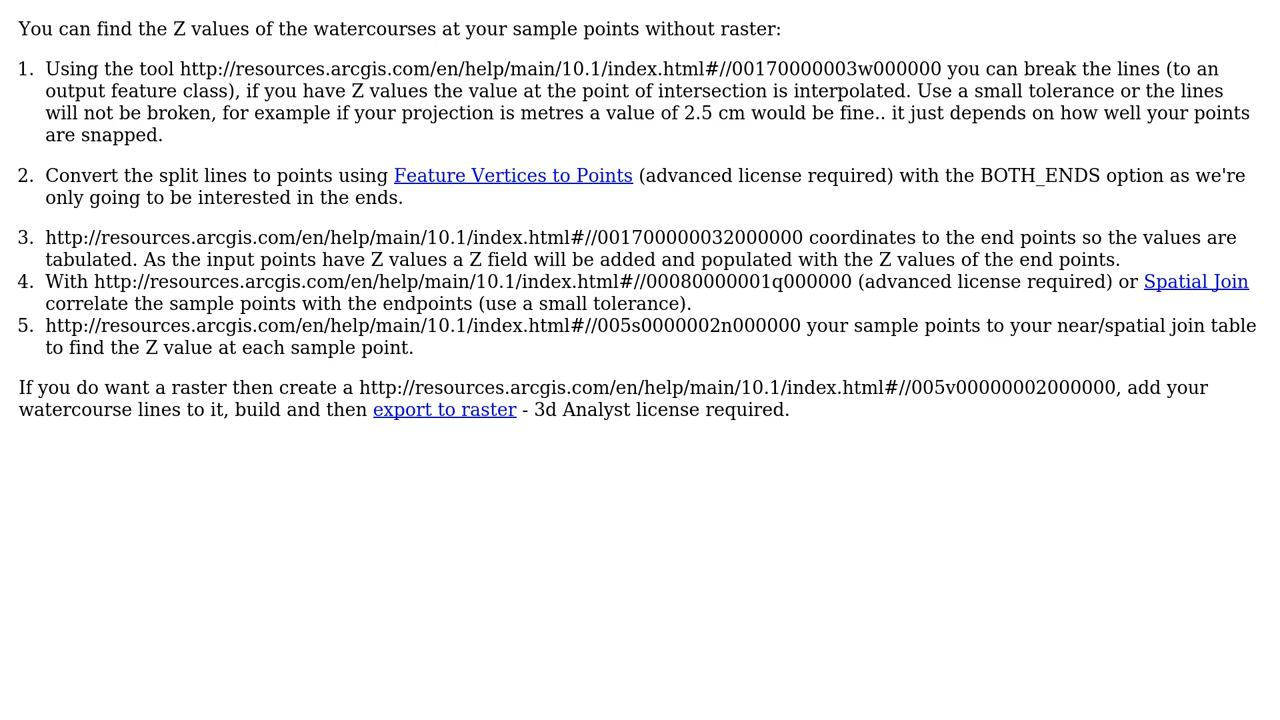 You can find the Z values of the watercourses at your sample points without raster:
1. Using the tool http://resources.arcgis.com/en/help/main/10.1/index.html#//00170000003w000000 you can break the lines (to an
output feature class), if you have Z values the value at the point of intersection is interpolated. Use a small tolerance or the lines
will not be broken, for example if your projection is metres a value of 2.5 cm would be fine.. it just depends on how well your points
are snapped.
2. Convert the split lines to points using Feature Vertices to Points (advanced license required) with the BOTH_ENDS option as we're
only going to be interested in the ends.
3. http://resources.arcgis.com/en/help/main/10.1/index.html#//001700000032000000 coordinates to the end points so the values are
tabulated. As the input points have Z values a Z field will be added and populated with the Z values of the end points.
4. With http://resources.arcgis.com/en/help/main/10.1/index.html#//00080000001q000000 (advanced license required) or Spatial Join
correlate the sample points with the endpoints (use a small tolerance).
5. http://resources.arcgis.com/en/help/main/10.1/index.html#//005s0000002n000000 your sample points to your near/spatial join table
to find the Z value at each sample point.
If you do want a raster then create a http://resources.arcgis.com/en/help/main/10.1/index.html#//005v00000002000000, add your
watercourse lines to it, build and then export to raster - 3d Analyst license required.